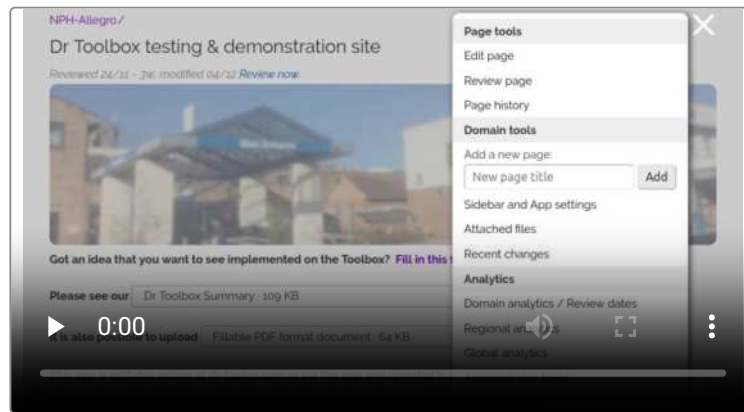 NPH-Allegro/
Dr Toolbox testing & demonstration site
Reviewed 24/11 - 3w, modified 04/12 Review now
Got an idea that you want to see implemented on the Toolbox? Fill in this
Please see our Dr Toolbox Summary · 109 KB
It is also possible to upload Fillable PDF format document · 64 KB
Page tools
Edit page
Review page
Page history
Domain tools
Add a new page:
New page title Add
Sidebar and App settings
Attached files
Recent changes
Analytics
Domain analytics / Review dates
Regional analytics
Global analytics
0:00